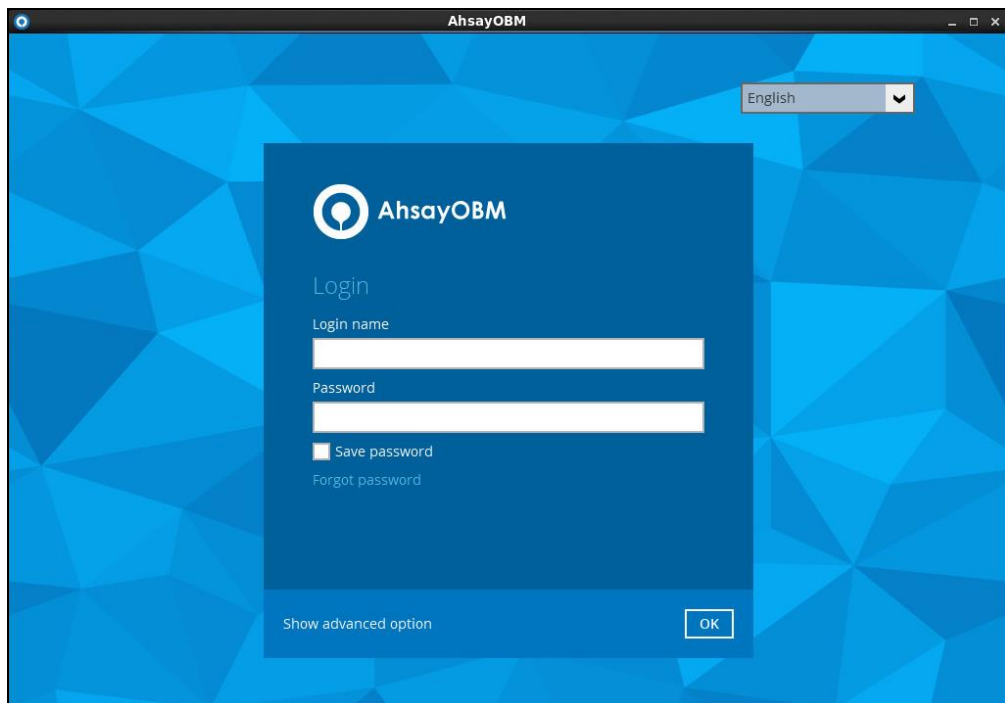 AhsayOBM
English
AhsayOBM
Login
Login name
Password
Save password
Forgot password
Show advanced option
OK